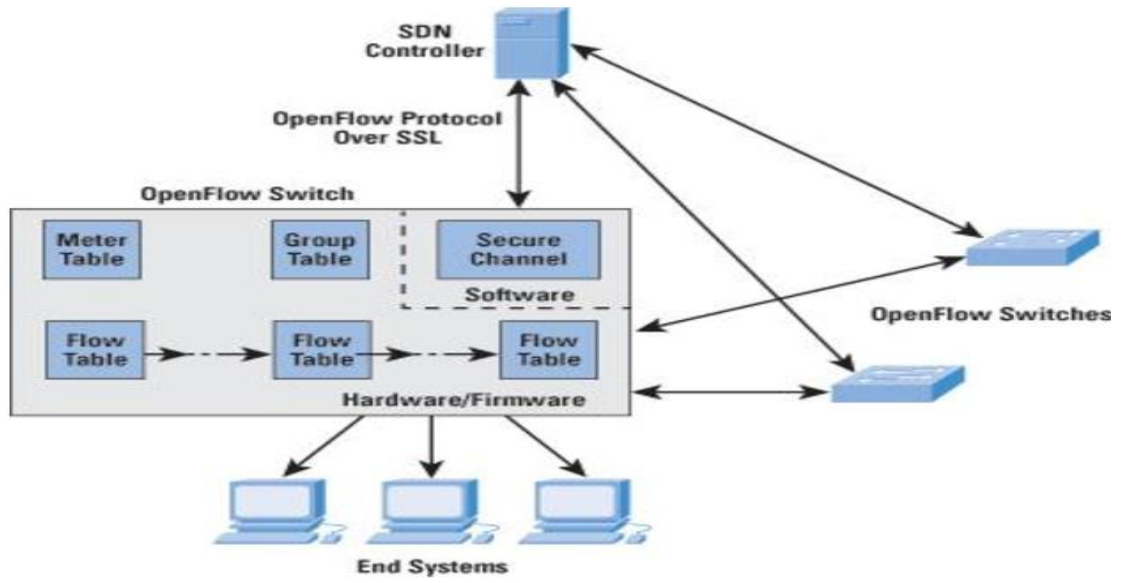 SDN
Controller
OpenFlow Protocol
Over SSL
OpenFlow Switch
Meter
Table
Group
Table
Secure
Channel
Software
OpenFlow Switches
Flow
Table
Flow
Table
Flow
Table
Hardware/Firmware
End Systems